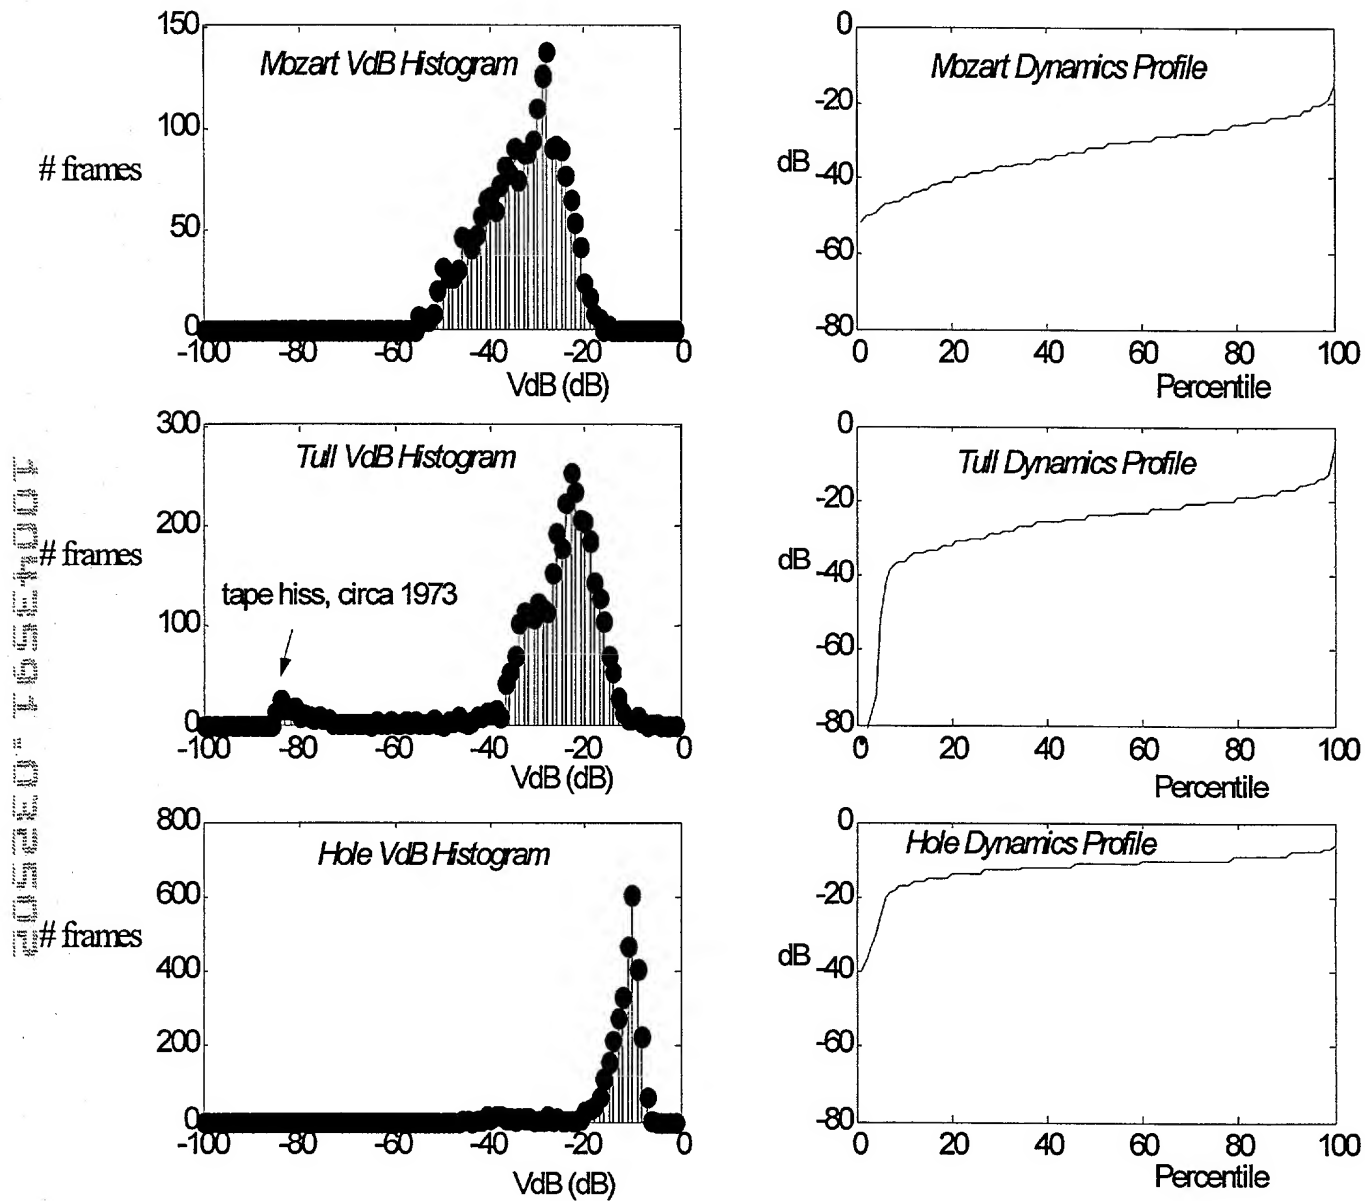 Mozart VdB Histogram
# frames
150
100
50
0
-100 -80 -60 -40 -20 0
VdB (dB)
Mozart Dynamics Profile
dB
0
-20
-40
-60
-80
0 20 40 60 80 100
Percentile
Tull VdB Histogram
# frames
300
200
100
0
tape hiss, circa 1973
-100 -80 -60 -40 -20 0
VdB (dB)
Tull Dynamics Profile
dB
0
-20
-40
-60
-80
0 20 40 60 80 100
Percentile
Hole VdB Histogram
# frames
800
600
400
200
0
-100 -80 -60 -40 -20 0
VdB (dB)
Hole Dynamics Profile
dB
0
-20
-40
-60
-80
0 20 40 60 80 100
Percentile